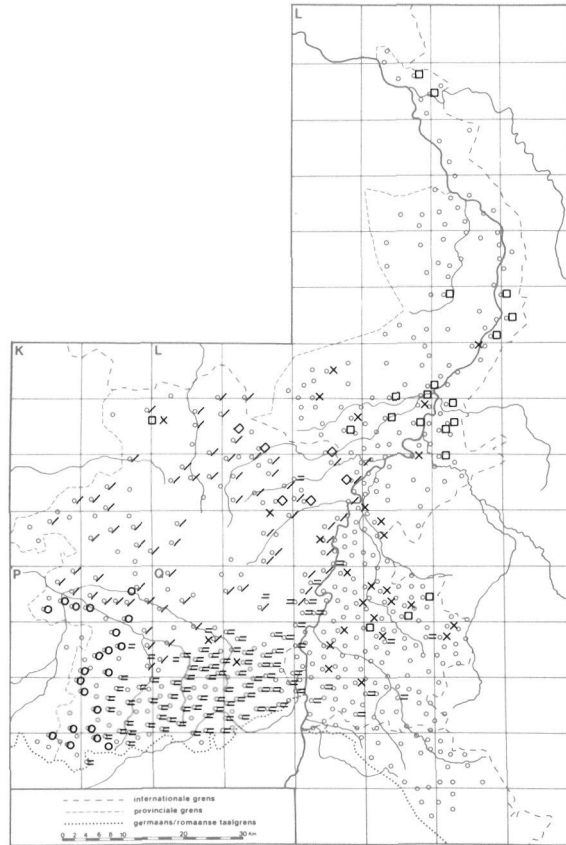 L
K L
P Q
internationale grens
provinciale grens
germaans/romaanse taalgrens
0 2 4 6 8 10 20 30 Km